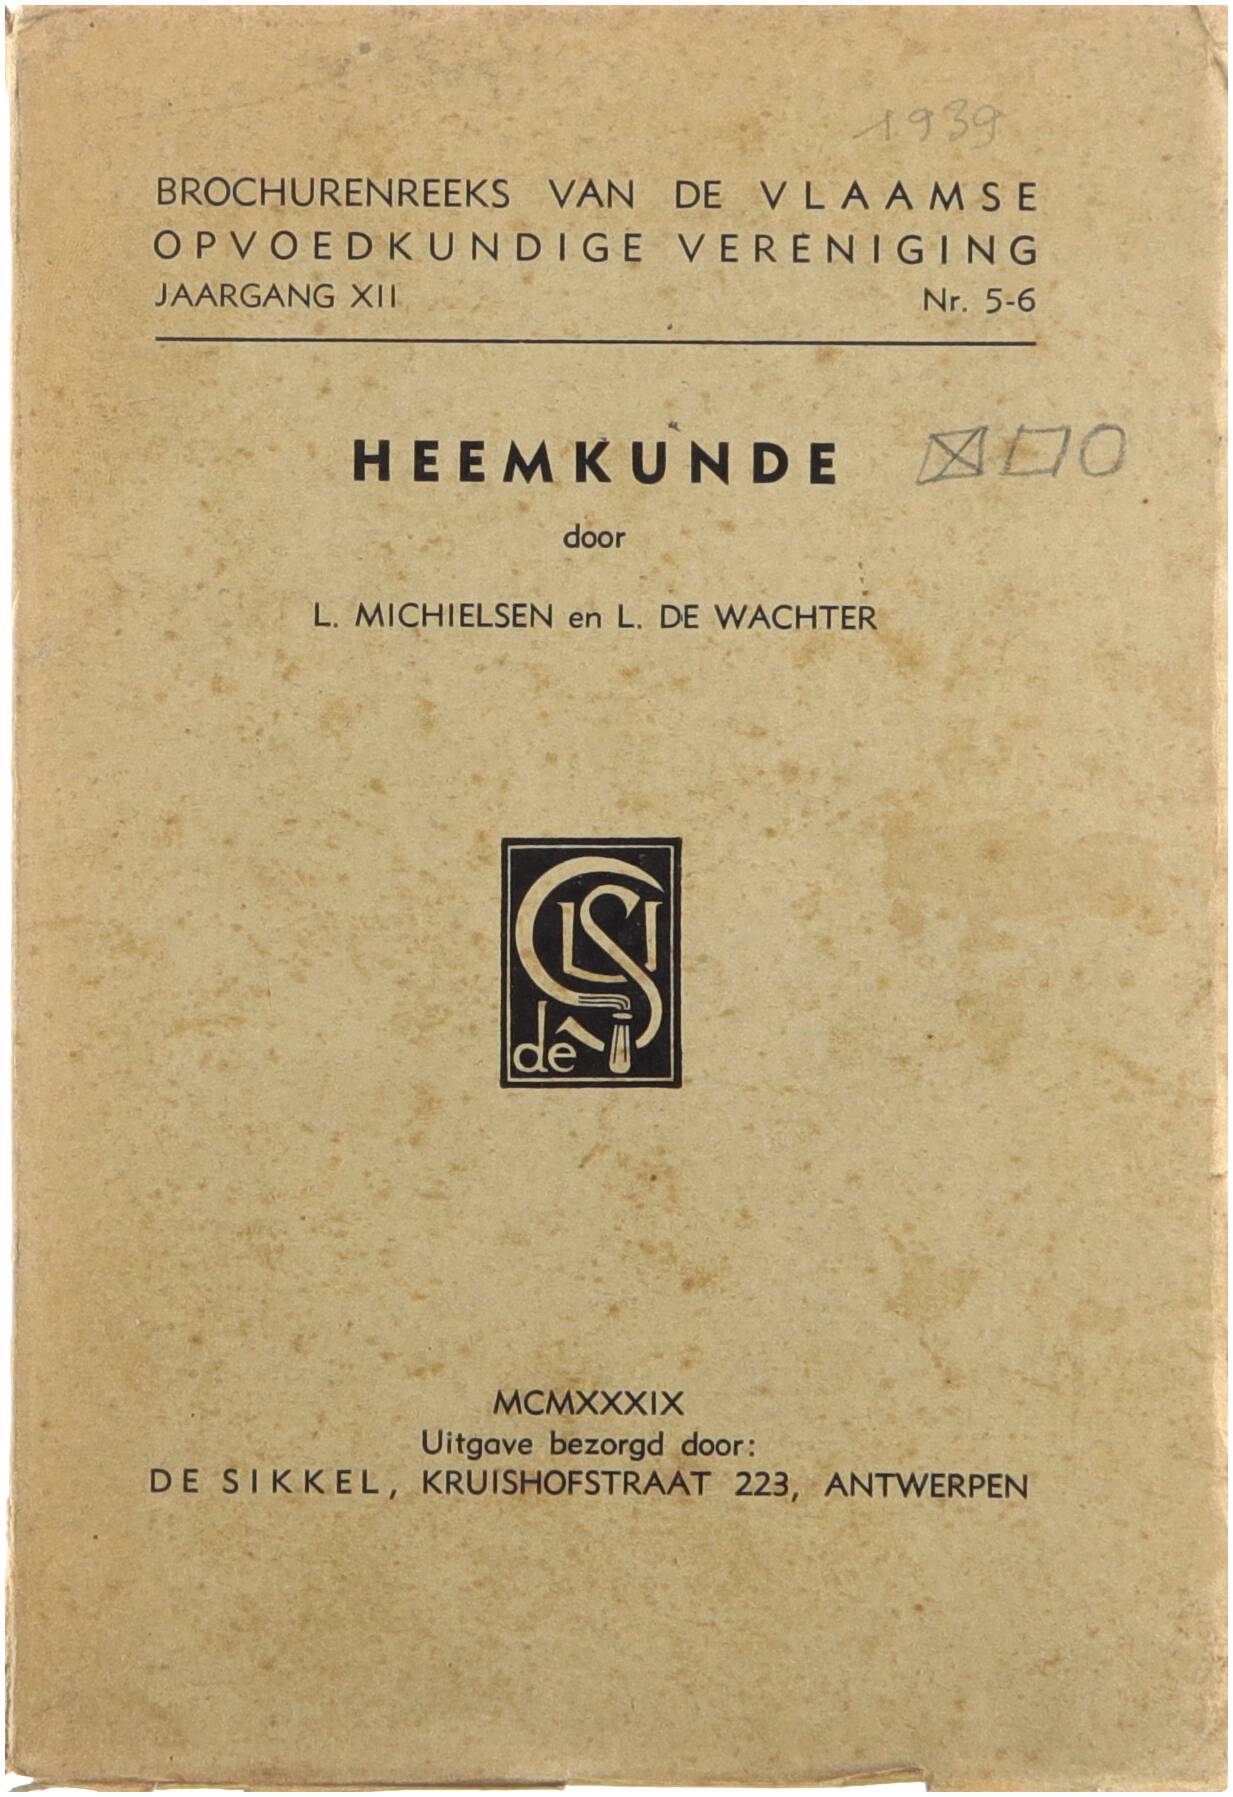 1939
BROCHURENREEKS VAN DE VLAAMSE
OPVOEDKUNDIGE VERENIGING
JAARGANG XII Nr. 5-6
HEEMKUNDE
door
L. MICHIELSEN en L. DE WACHTER
de
MCMXXXIX
Uitgave bezorgd door:
DE SIKKEL, KRUISHOFSTRAAT 223, ANTWERPEN